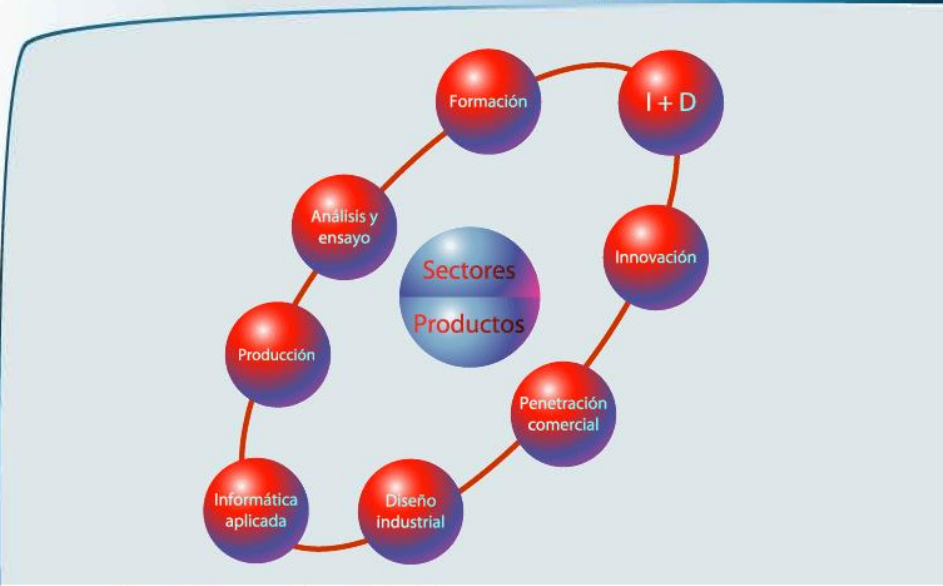 Formación
I + D
Análisis y
ensayo
Innovación
Sectores
Productos
Producción
Penetración
comercial
Informática
aplicada
Diseño
industrial